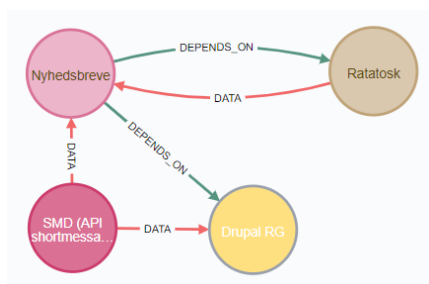 DEPENDS_ON
Nyhedsbreve
Ratatosk
DATA
DEPENDS_ON
DATA
SMD (API
shortmessa...
DATA
Drupal RG